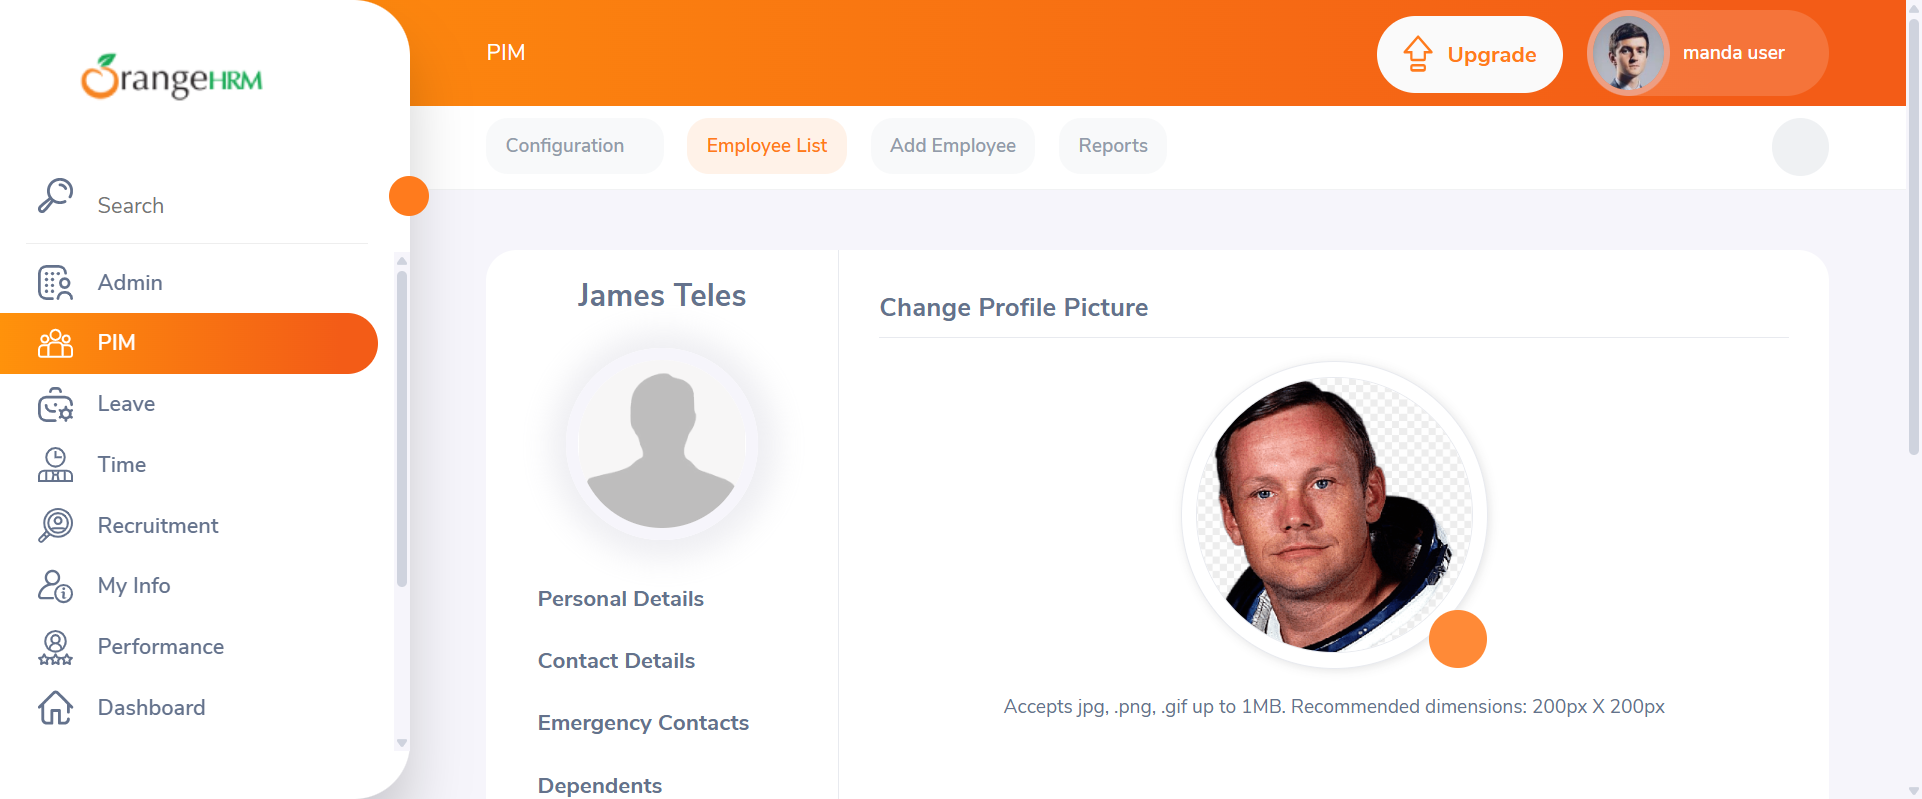 OrangeHRM
PIM
Upgrade
manda user
Configuration
Employee List
Add Employee
Reports
Search
Admin
PIM
Leave
Time
Recruitment
My Info
Performance
Dashboard
James Teles
Personal Details
Contact Details
Emergency Contacts
Dependents
Change Profile Picture
Accepts jpg, .png, .gif up to 1MB. Recommended dimensions: 200px X 200px